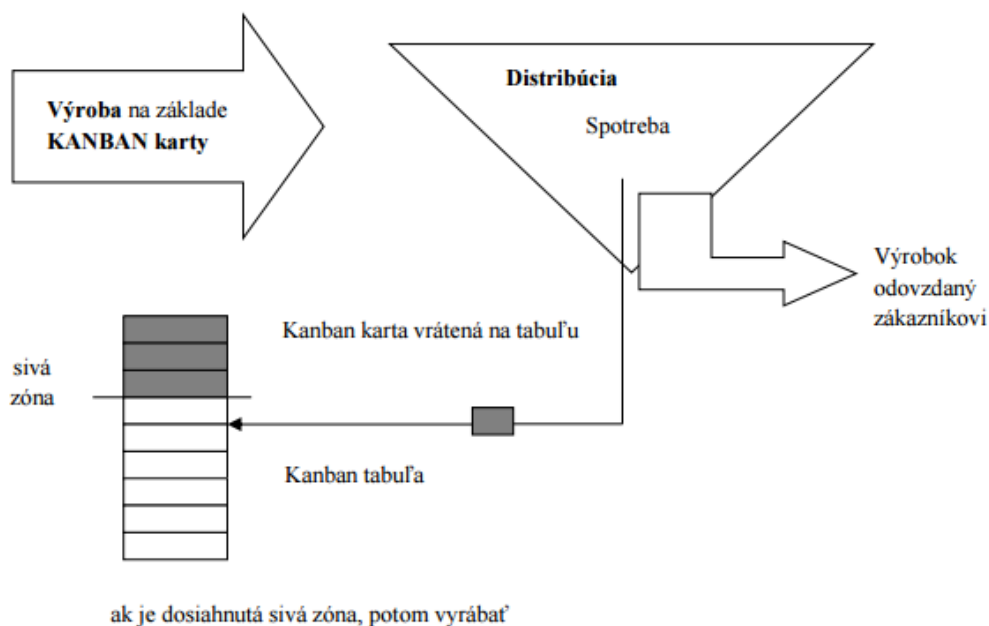 Výroba na základe
KANBAN karty
Distribúcia
Spotreba
Výrobok
odovzdaný
zákazníkovi
Kanban karta vrátená na tabuľu
sivá
zóna
Kanban tabuľa
ak je dosiahnutá sivá zóna, potom vyrábať